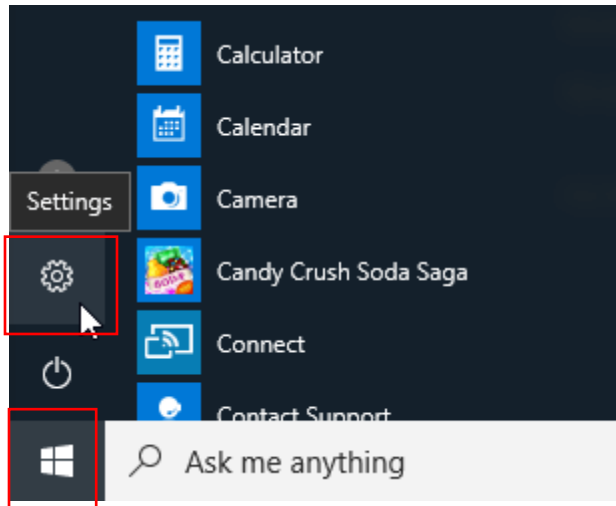 Calculator
Calendar
Settings
Camera
Candy Crush Soda Saga
Connect
Contact Support
Ask me anything